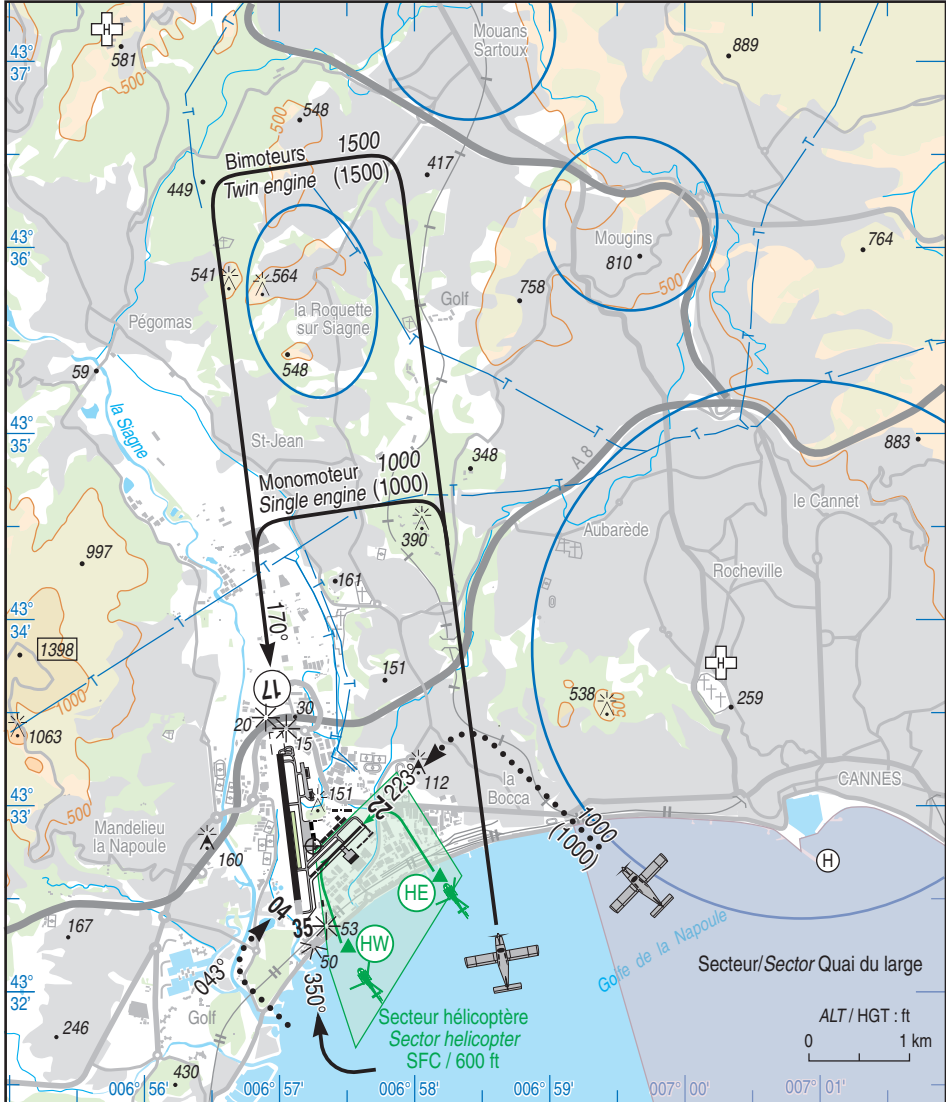 Mouans
Sartoux
H
581
889
43°
37'
500
548
500
T
Bimoteurs 1500
Twin engine (1500)
417
449
43°
36'
Mougins
810
764
500
541
564
758
la Roquette
sur Siagne
Golf
Pégomas
548
59
la Siagne
43°
35'
St-Jean
A 8
883
Monomoteur 1000
Single engine (1000)
348
390
le Cannet
Aubarède
997
161
Rocheville
43°
34'
170°
1398
151
H
1000
17
538
500
259
1063
20
30
15
112
CANNES
223°
22
la
Bocca
1000
(1000)
500
43°
33'
151
Mandelieu
la Napoule
160
H
HE
04
35
53
HW
167
50
043°
350°
Golfe de la Napoule
Secteur/Sector Quai du large
43°
32'
Golf
Secteur hélicoptère
Sector helicopter
SFC / 600 ft
ALT / HGT : ft
0 1 km
246
430
006° 56' 006° 57' 006° 58' 006° 59' 007° 00' 007° 01'